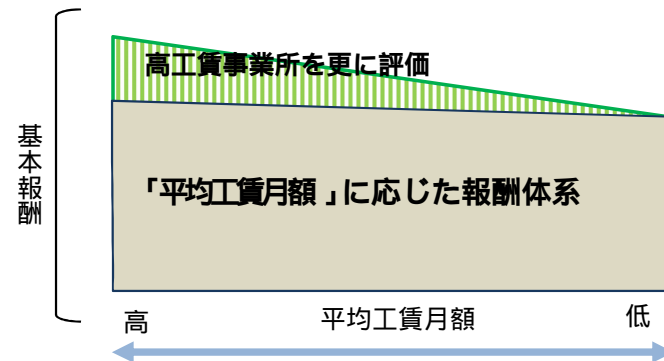 高工賃事業所を更に評価
基本報酬
「平均工賃月額」に応じた報酬体系
高
平均工賃月額
低